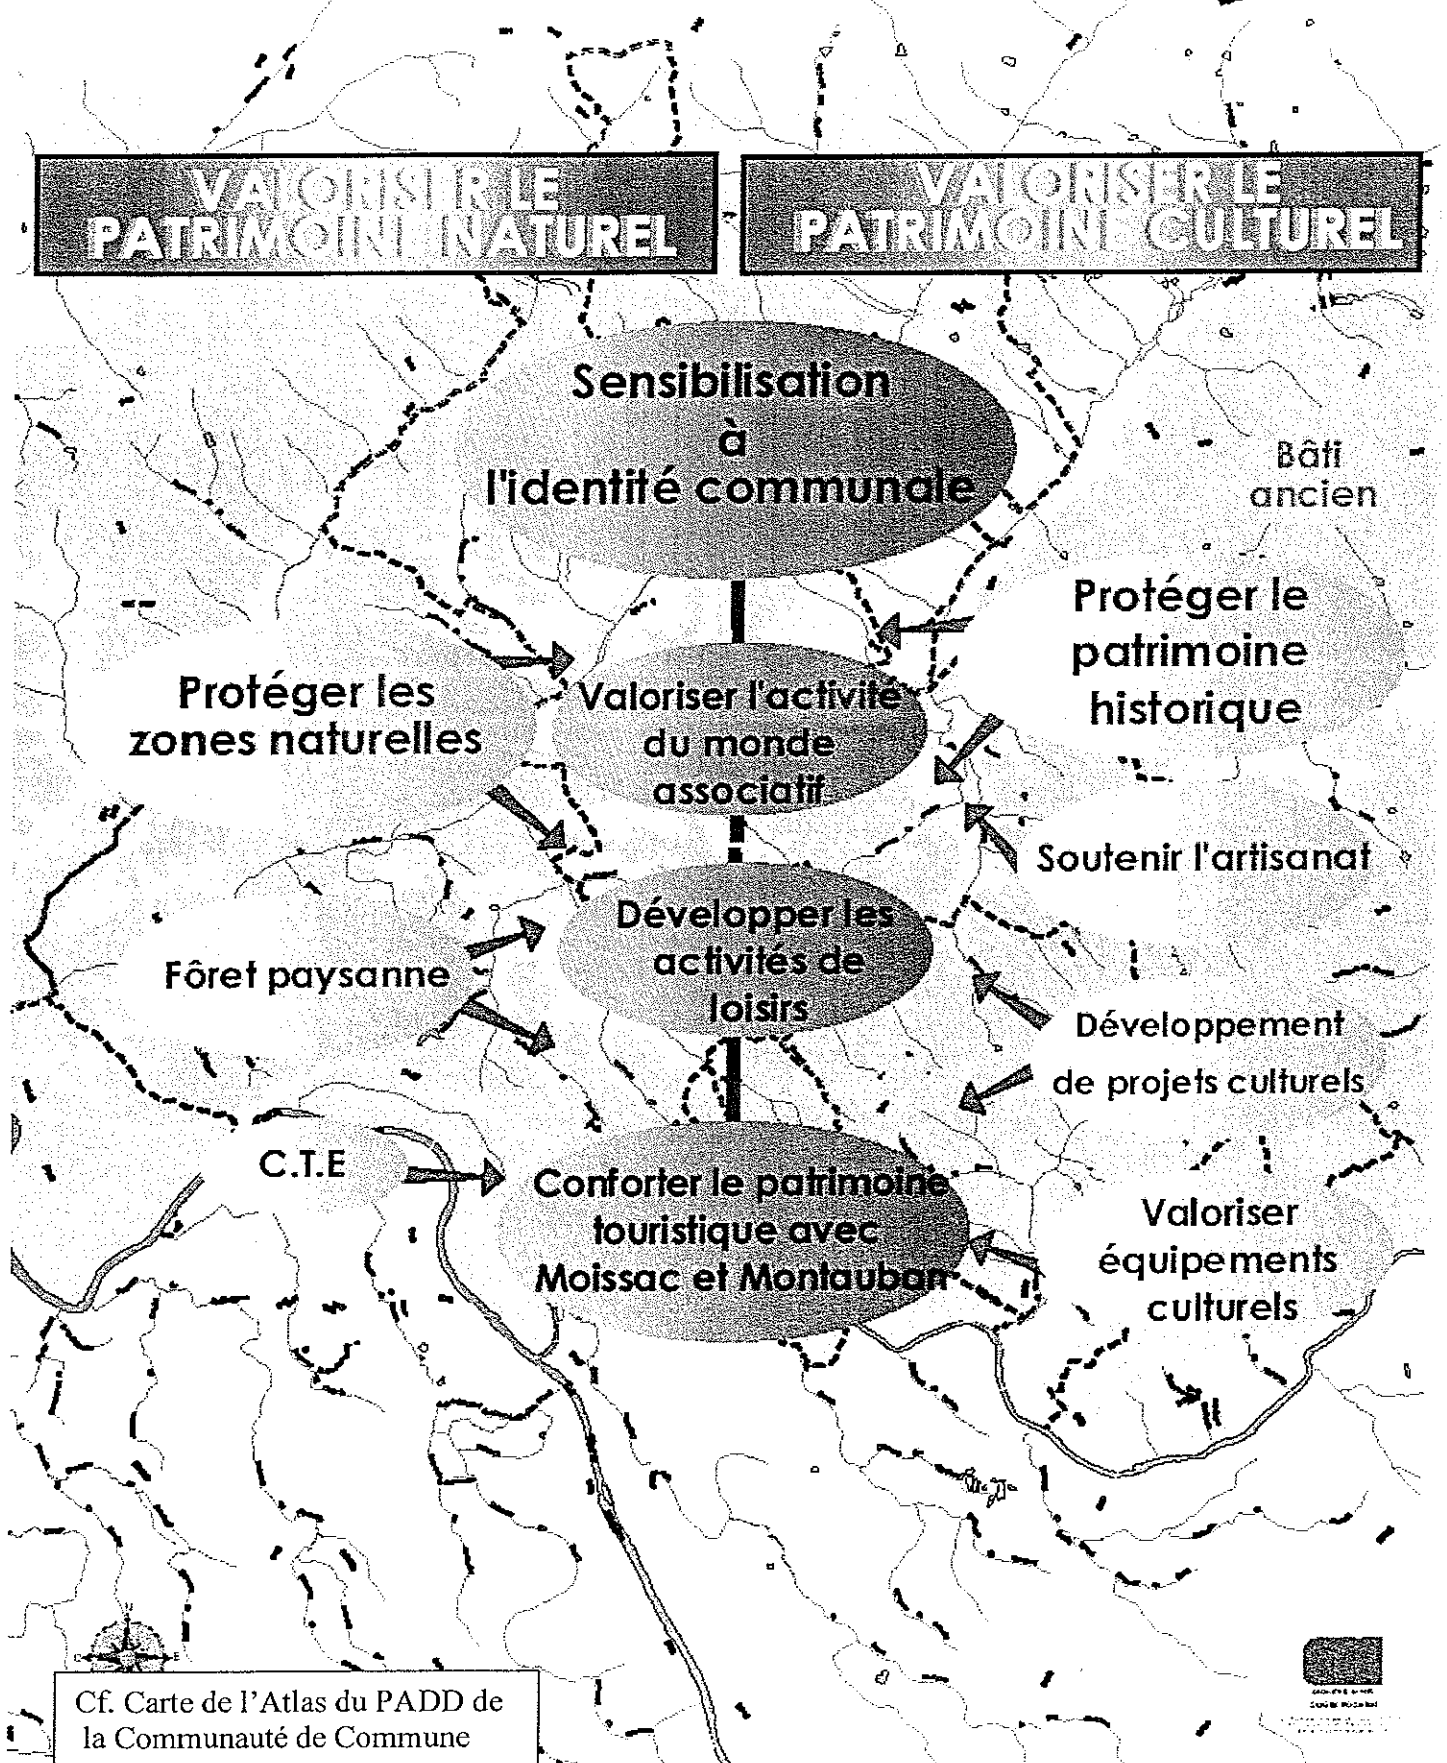 VALORISER LE
PATRIMOINE NATUREL
VALORISER LE
PATRIMOINE CULTUREL
Sensibilisation
à
l'identité communale
Bâti
ancien
Protéger le
patrimoine
historique
Protéger les
zones naturelles
Valoriser l'activité
du monde
associatif
Soutenir l'artisanat
Développer les
activités de
loisirs
Fôret paysanne
Développement
de projets culturels
C.T.E
Conforter le patrimoine
touristique avec
Moissac et Montauban
Valoriser
équipements
culturels
N
E
Cf. Carte de l'Atlas du PADD de
la Communauté de Commune